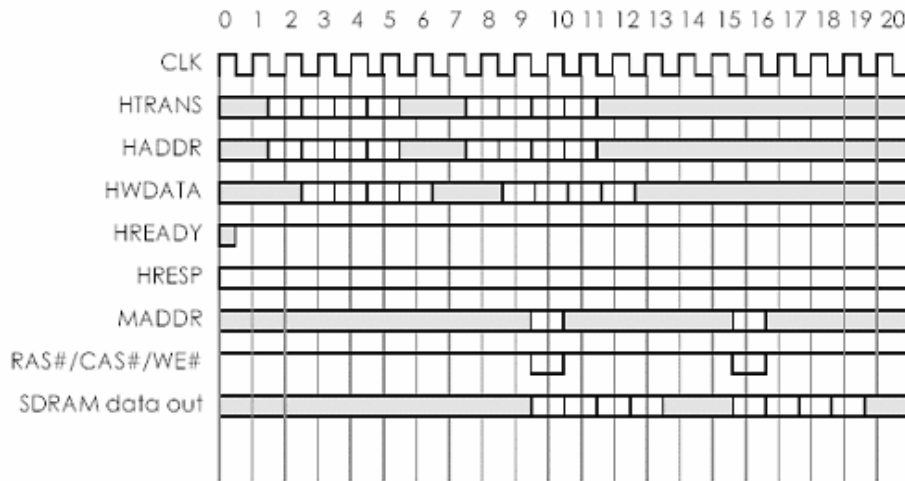 0 1 2 3 4 5 6 7 8 9 10 11 12 13 14 15 16 17 18 19 20
CLK
HTRANS
HADDR
HWDATA
HREADY
HRESP
MADDR
RAS#/CAS#/WE#
SDRAM data out